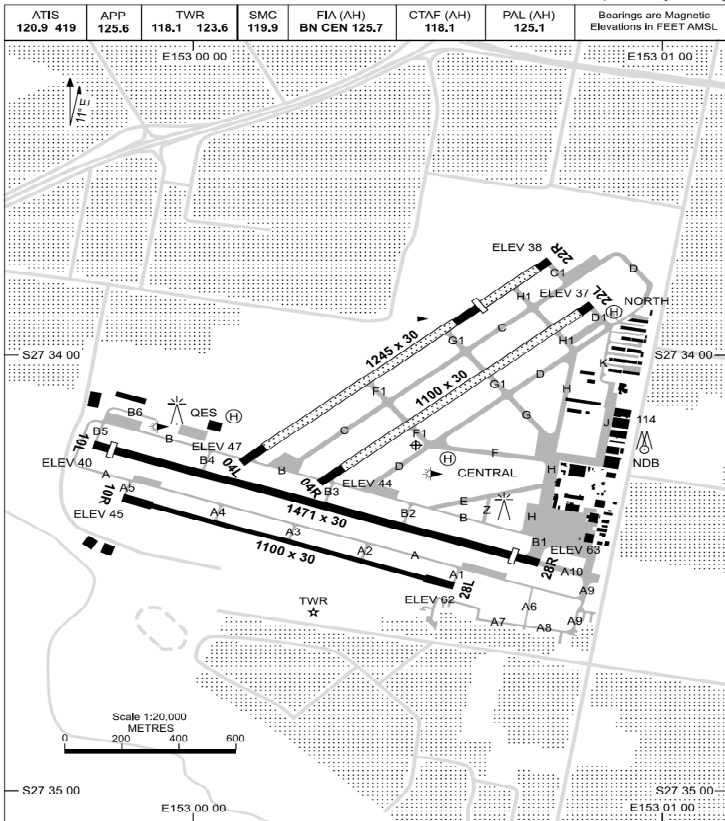 ATIS
120.9 419
APP
125.6
TWR
118.1 123.6
SMC
119.9
FIA (AH)
BN CEN 125.7
CTAF (AH)
118.1
PAL (AH)
125.1
Bearings are Magnetic
Elevations in FEET AMSL
E153 00 00
E153 01 00
11° E
ELEV 38
22R
C1
D
H1
ELEV 37
22L
NORTH
H
D1
C
1245 x 30
G1
H1
S27 34 00
S27 34 00
K
D
F1
1100 x 30
G1
H
B6
QES
H
G
J
114
D5
B
C
F1
NDB
10L
ELEV 47
D
H
F
B4
04L
B
CENTRAL
H
ELEV 40
04R
B3
ELEV 44
A
10R
A5
E
1471 x 30
B2
B
Z
H
ELEV 45
A4
B1
A3
ELEV 63
1100 x 30
A2
A
28R
A10
A1
28L
A9
ELEV 62
TWR
A6
A7
A8
A9
Scale 1:20,000
METRES
0 200 400 600
S27 35 00
S27 35 00
E153 00 00
E153 01 00